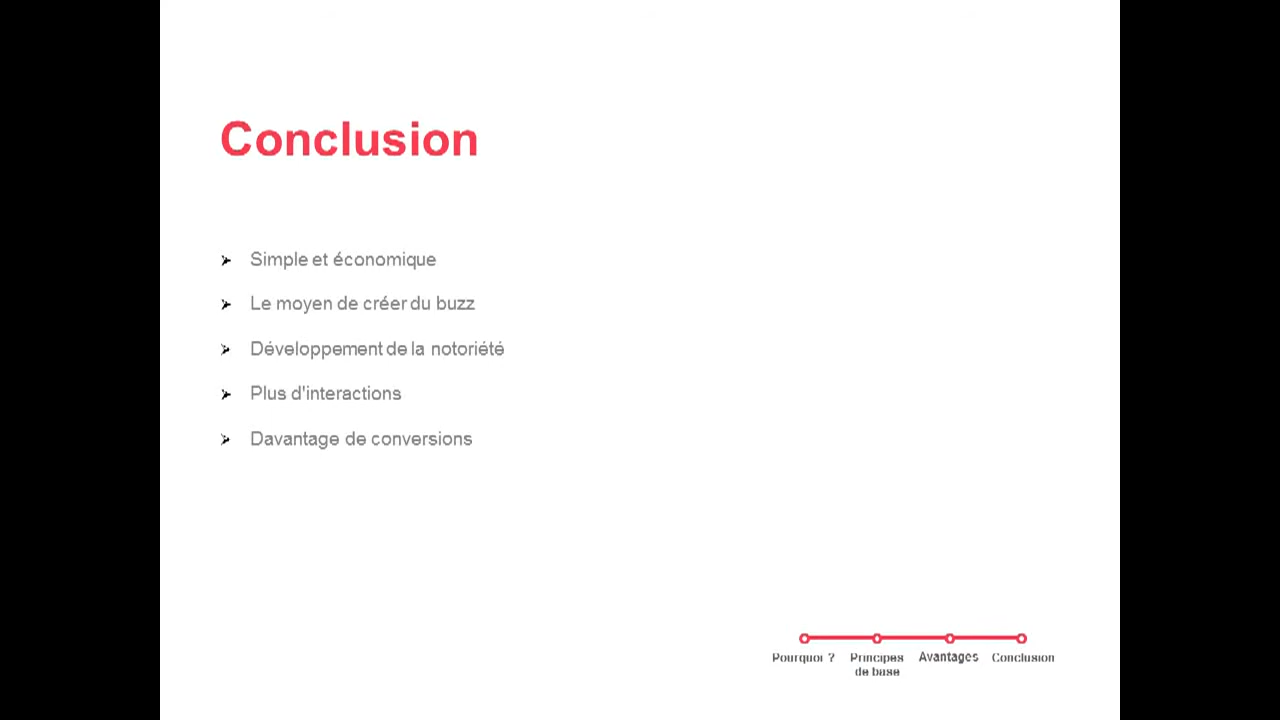 Conclusion
Simple et économique
Le moyen de créer du buzz
Développement de la notoriété
Plus d'interactions
Davantage de conversions
Pourquoi ? Principes de base Avantages Conclusion